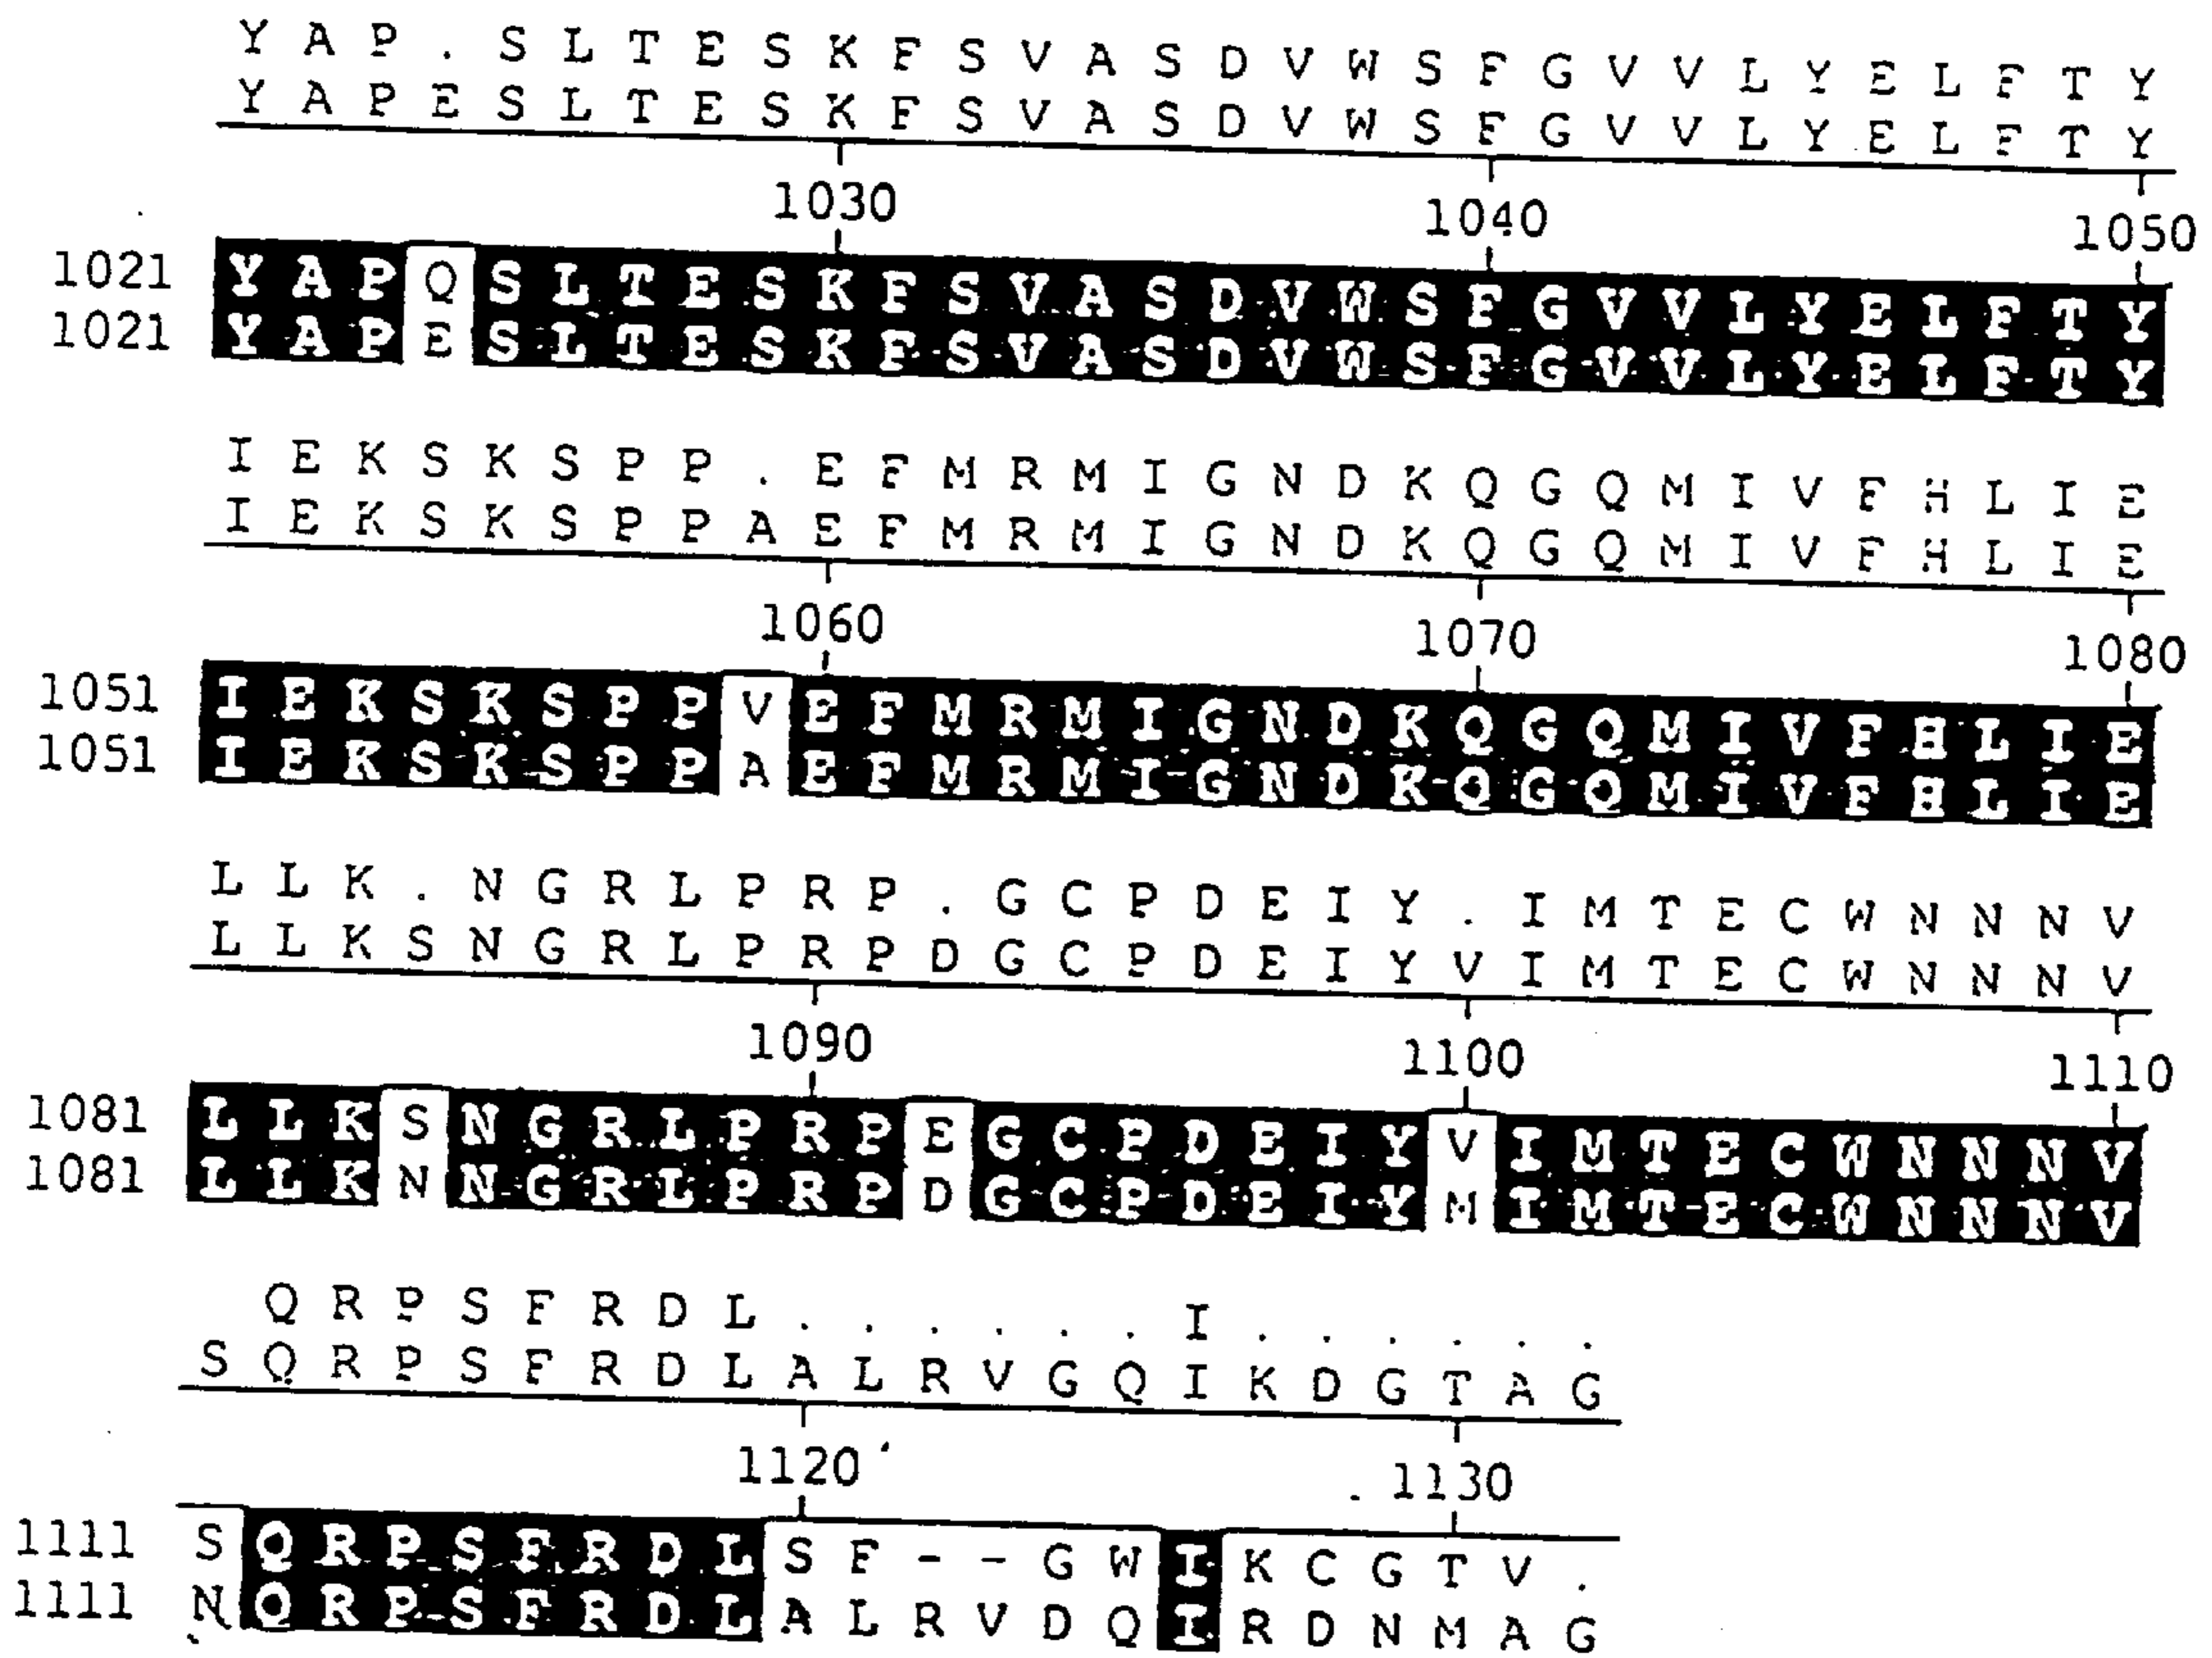 Y A P . S L T E S K F S V A S D V W S F G V V L Y E L F T Y
Y A P E S L T E S K F S V A S D V W S F G V V L Y E L F T Y
1030 1040 1050
1021 Y A P Q S L T E S K F S V A S D V W S F G V V L Y E L F T Y
1021 Y A P E S L T E S K F S V A S D V W S F G V V L Y E L F T Y
I E K S K S P P . E F M R M I G N D K Q G Q M I V F H L I E
I E K S K S P P A E F M R M I G N D K Q G Q M I V F H L I E
1060 1070 1080
1051 I E K S K S P P V E F M R M I G N D K Q G Q M I V F H L I E
1051 I E K S K S P P A E F M R M I G N D K Q G Q M I V F H L I E
L L K . N G R L P R P . G C P D E I Y . I M T E C W N N N V
L L K S N G R L P R P D G C P D E I Y V I M T E C W N N N V
1090 1100 1110
1081 L L K S N G R L P R P E G C P D E I Y V I M T E C W N N N V
1081 L L K N N G R L P R P D G C P D E I Y M I M T E C W N N N V
Q R P S F R D L . . . . . . I . . . . . .
S Q R P S F R D L A L R V G Q I K D G T A G
1120 1130
1111 S Q R P S F R D L S F - - G W I K C G T V .
1111 N Q R P S F R D L A L R V D Q I R D N M A G